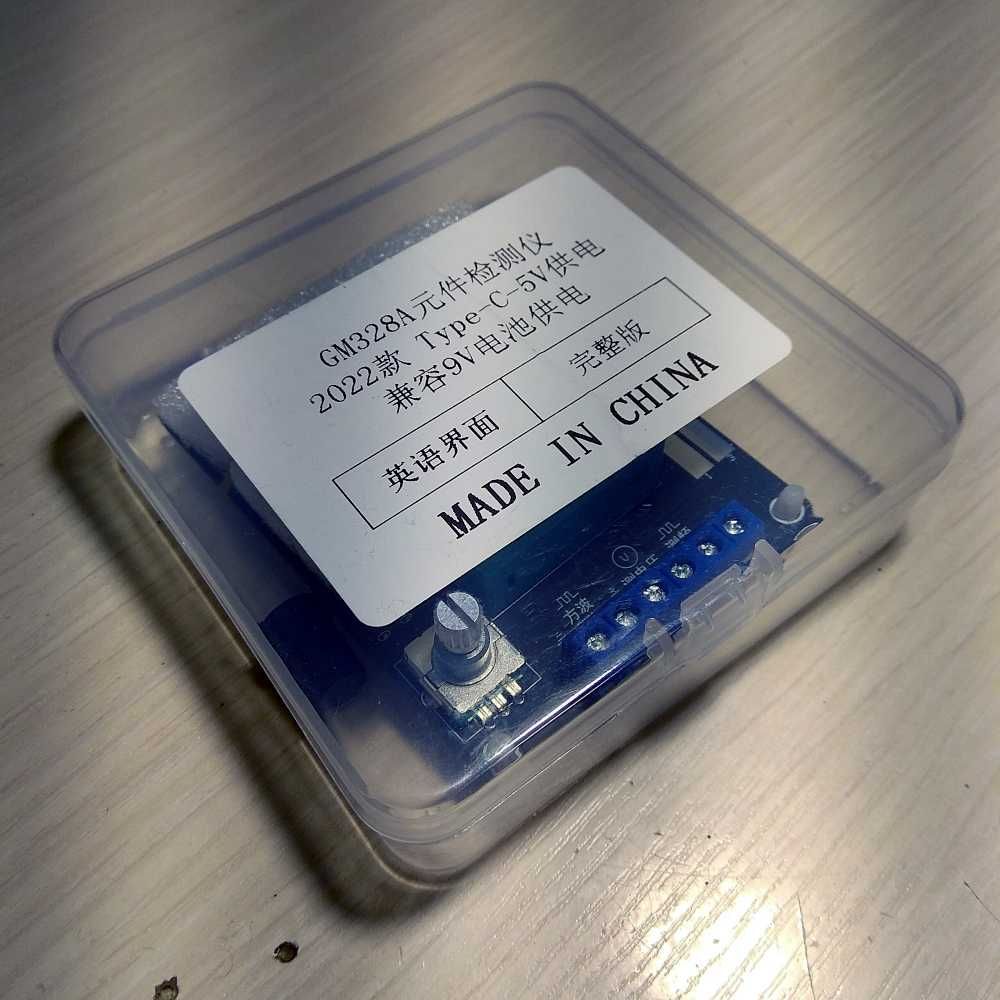 GM328A元件检测仪
2022款 Type-C-5V供电
兼容9V电池供电
英语界面 完整版
MADE IN CHINA
方波
V